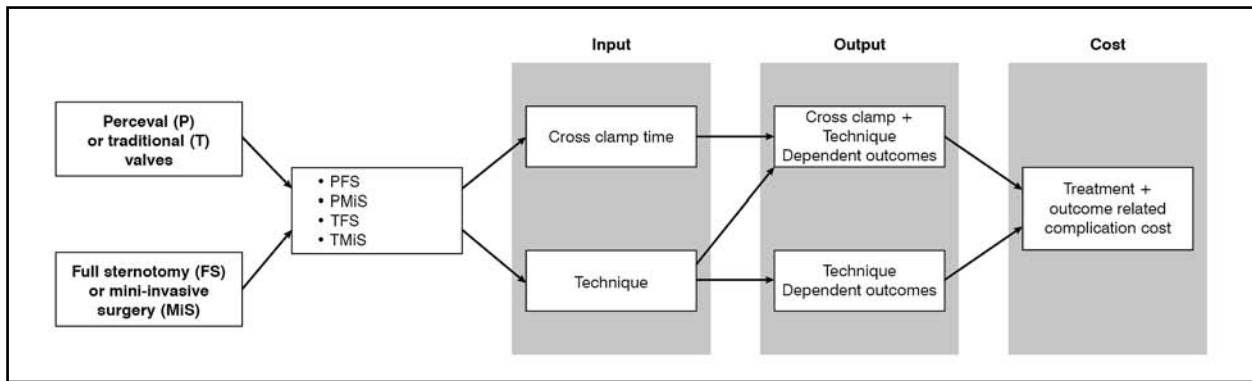 Input
Output
Cost
Perceval (P)
or traditional (T)
valves
Full sternotomy (FS)
or mini-invasive
surgery (MiS)
• PFS
• PMiS
• TFS
• TMiS
Cross clamp time
Technique
Cross clamp +
Technique
Dependent outcomes
Technique
Dependent outcomes
Treatment +
outcome related
complication cost